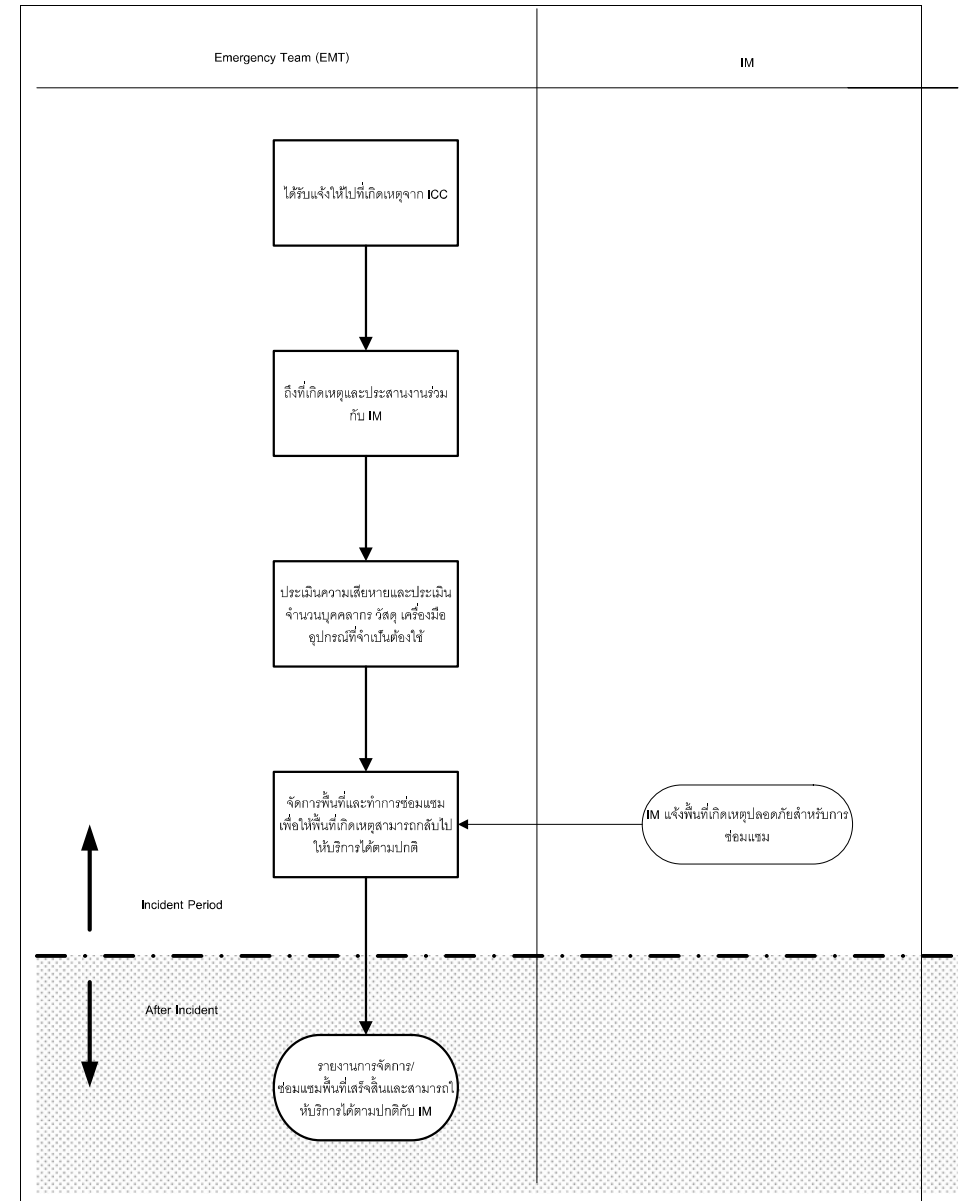 Emergency Team (EMT)
IM
ได้รับแจ้งให้ไปที่เกิดเหตุจาก ICC
ถึงที่เกิดเหตุและประสานงานร่วม
กับ IM
ประเมินความเสียหายและประเมิน
จำนวนบุคคลากร วัสดุ เครื่องมือ
อุปกรณ์ที่จำเป็นต้องใช้
จัดการพื้นที่และทำการซ่อมแซม
เพื่อให้พื้นที่เกิดเหตุสามารถกลับไป
ให้บริการได้ตามปกติ
IM แจ้งพื้นที่เกิดเหตุปลอดภัยสำหรับการ
ซ่อมแซม
Incident Period
After Incident
รายงานการจัดการ/
ซ่อมแซมพื้นที่เสร็จสิ้นและสามารถใ
ห้บริการได้ตามปกติกับ IM